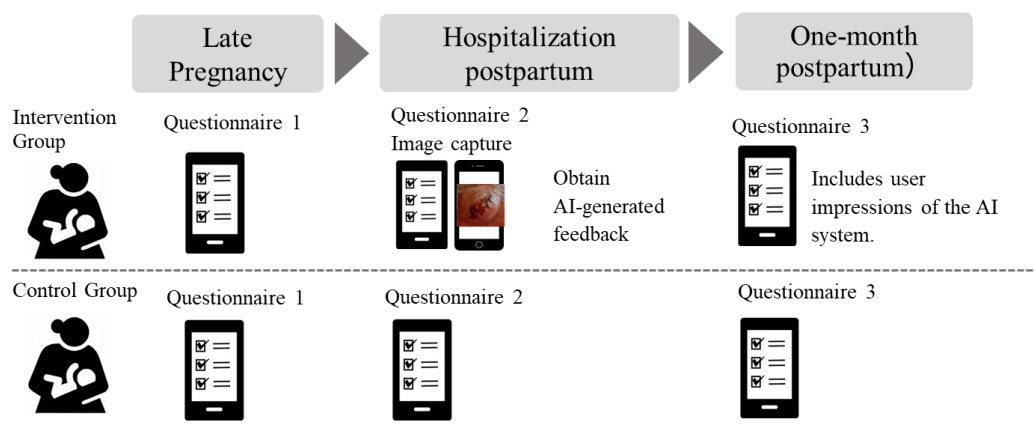 Late
Pregnancy
Hospitalization
postpartum
One-month
postpartum）
Intervention
Group
Questionnaire 1
Questionnaire 2
Image capture
Obtain
AI-generated
feedback
Questionnaire 3
Includes user
impressions of the AI
system.
Control Group
Questionnaire 1
Questionnaire 2
Questionnaire 3